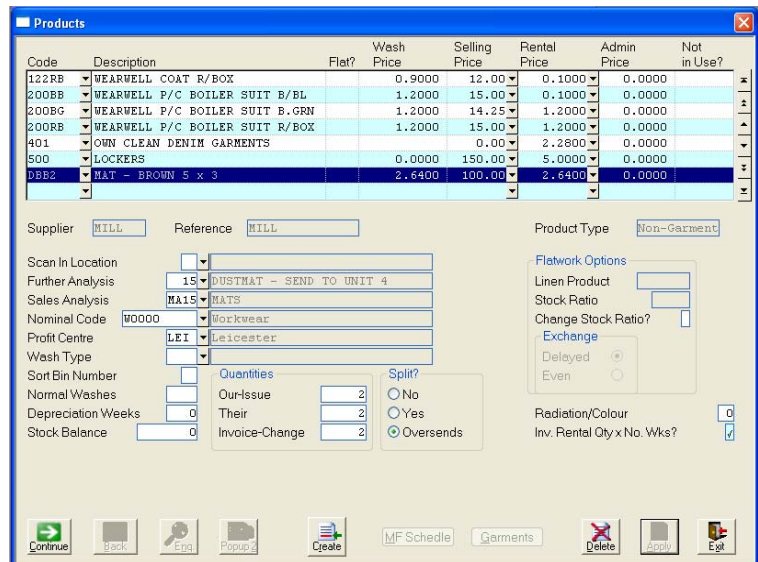 Products
Wash Selling Rental Admin Not
Code Description Flat? Price Price Price Price in Use?
122RB WEARWELL COAT R/BOX 0.9000 12.00 0.1000 0.0000
200BB WEARWELL P/C BOILER SUIT B/BL 1.2000 15.00 0.1000 0.0000
200BG WEARWELL P/C BOILER SUIT B.GRN 1.2000 14.25 1.2000 0.0000
200RB WEARWELL P/C BOILER SUIT R/BOX 1.2000 15.00 1.2000 0.0000
401 OWN CLEAN DENIM GARMENTS 0.00 2.2800 0.0000
500 LOCKERS 0.0000 150.00 5.0000 0.0000
DBB2 MAT - BROWN 5 x 3 2.6400 100.00 2.6400 0.0000
Supplier MILL Reference MILL Product Type Non-Garment
Scan In Location
Further Analysis 15 DUSTMAT - SEND TO UNIT 4
Sales Analysis MA15 MATS
Nominal Code W0000 Workwear
Profit Centre LEI Leicester
Wash Type
Sort Bin Number
Normal Washes
Depreciation Weeks 0
Stock Balance 0
Quantities
Our-Issue 2
Their 2
Invoice-Change 2
Split?
No
Yes
Oversends
Flatwork Options
Linen Product
Stock Ratio
Change Stock Ratio?
Exchange
Delayed
Even
Radiation/Colour 0
Inv. Rental Qty x No. Wks?
Continue Back Enq. Popup2 Create MF Schedle Garments Delete Apply Exit